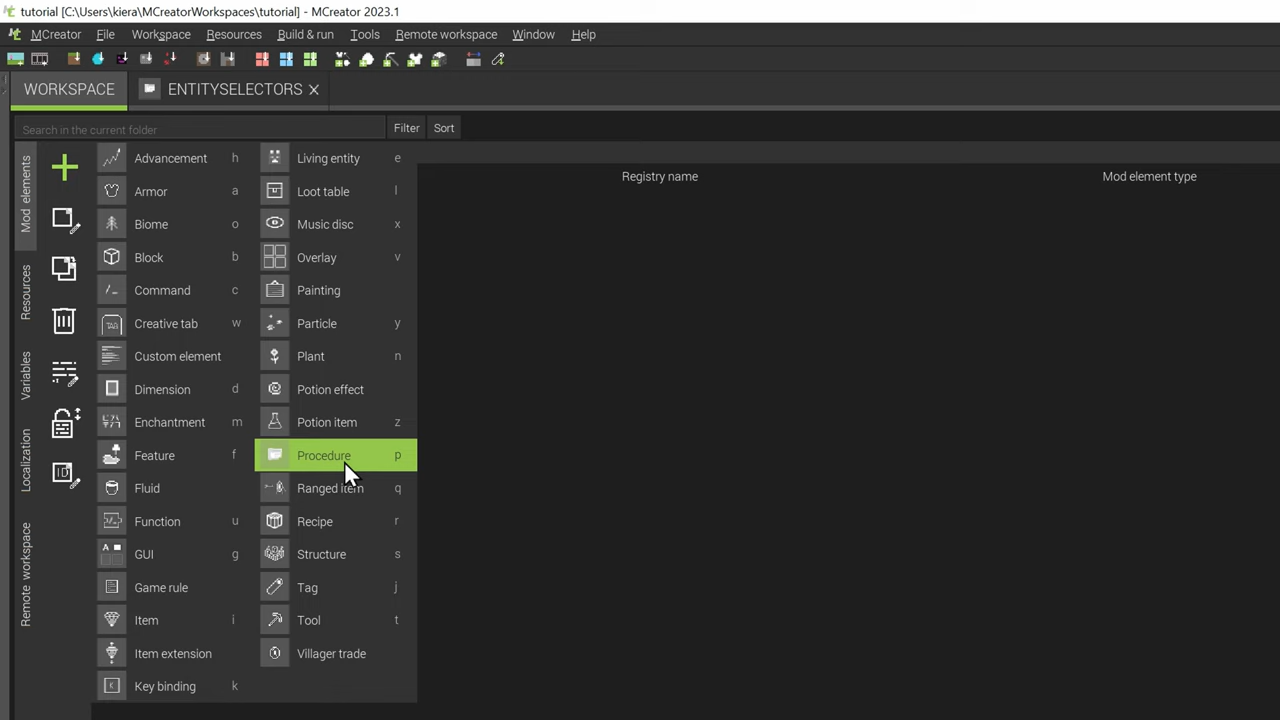 tutorial [C:\Users\kiera\MCreatorWorkspaces\tutorial] - MCreator 2023.1
MCreator File Workspace Resources Build & run Tools Remote workspace Window Help
WORKSPACE ENTITYSELECTORS
Search in the current folder Filter Sort
Mod elements
Resources
Variables
Localization
Remote workspace
Advancement h Living entity e
Armor a Loot table l
Biome o Music disc x
Block b Overlay v
Command c Painting
Creative tab w Particle y
Custom element Plant n
Dimension d Potion effect
Enchantment m Potion item z
Feature f Procedure p
Fluid Ranged item q
Function u Recipe r
GUI g Structure s
Game rule Tag j
Item i Tool t
Item extension Villager trade
Key binding k
Registry name Mod element type
TAG
ID
A
K